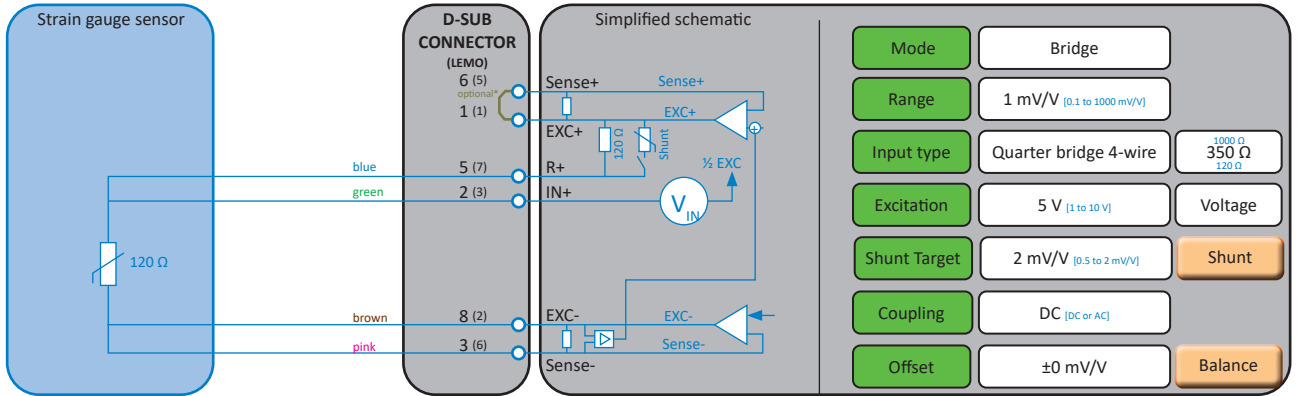 Strain gauge sensor
120 Ω
blue
green
brown
pink
D-SUB
CONNECTOR
(LEMO)
6 (5)
optional*
1 (1)
5 (7)
2 (3)
8 (2)
3 (6)
Simplified schematic
Sense+
Sense+
EXC+
EXC+
120 Ω
Shunt
R+
½ EXC
IN+
VIN
EXC-
EXC-
Sense-
Sense-
Mode
Bridge
Range
1 mV/V [0.1 to 1000 mV/V]
Input type
Quarter bridge 4-wire
1000 Ω
350 Ω
120 Ω
Excitation
5 V [1 to 10 V]
Voltage
Shunt Target
2 mV/V [0.5 to 2 mV/V]
Shunt
Coupling
DC [DC or AC]
Offset
±0 mV/V
Balance